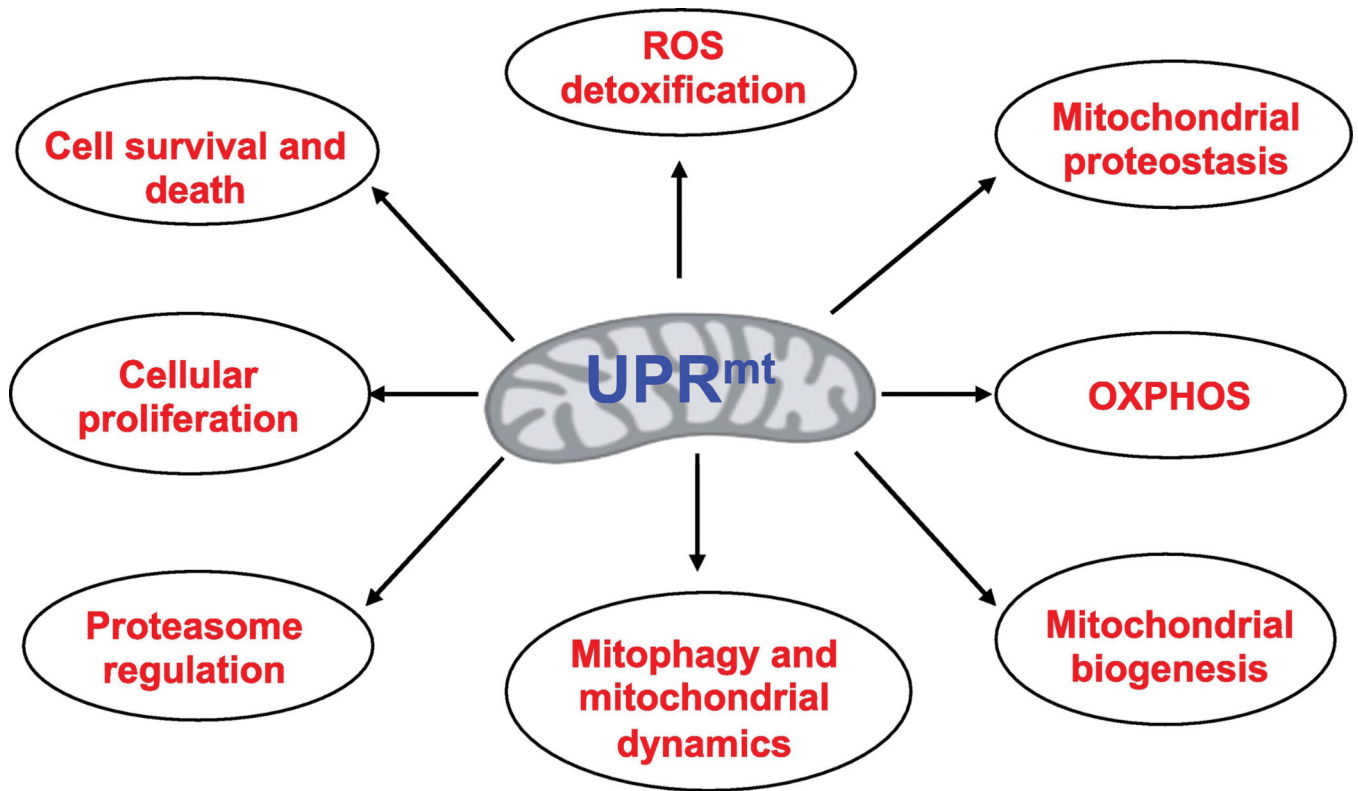 ROS
detoxification
Cell survival and
death
Mitochondrial
proteostasis
UPRmt
Cellular
proliferation
OXPHOS
Proteasome
regulation
Mitophagy and
mitochondrial
dynamics
Mitochondrial
biogenesis